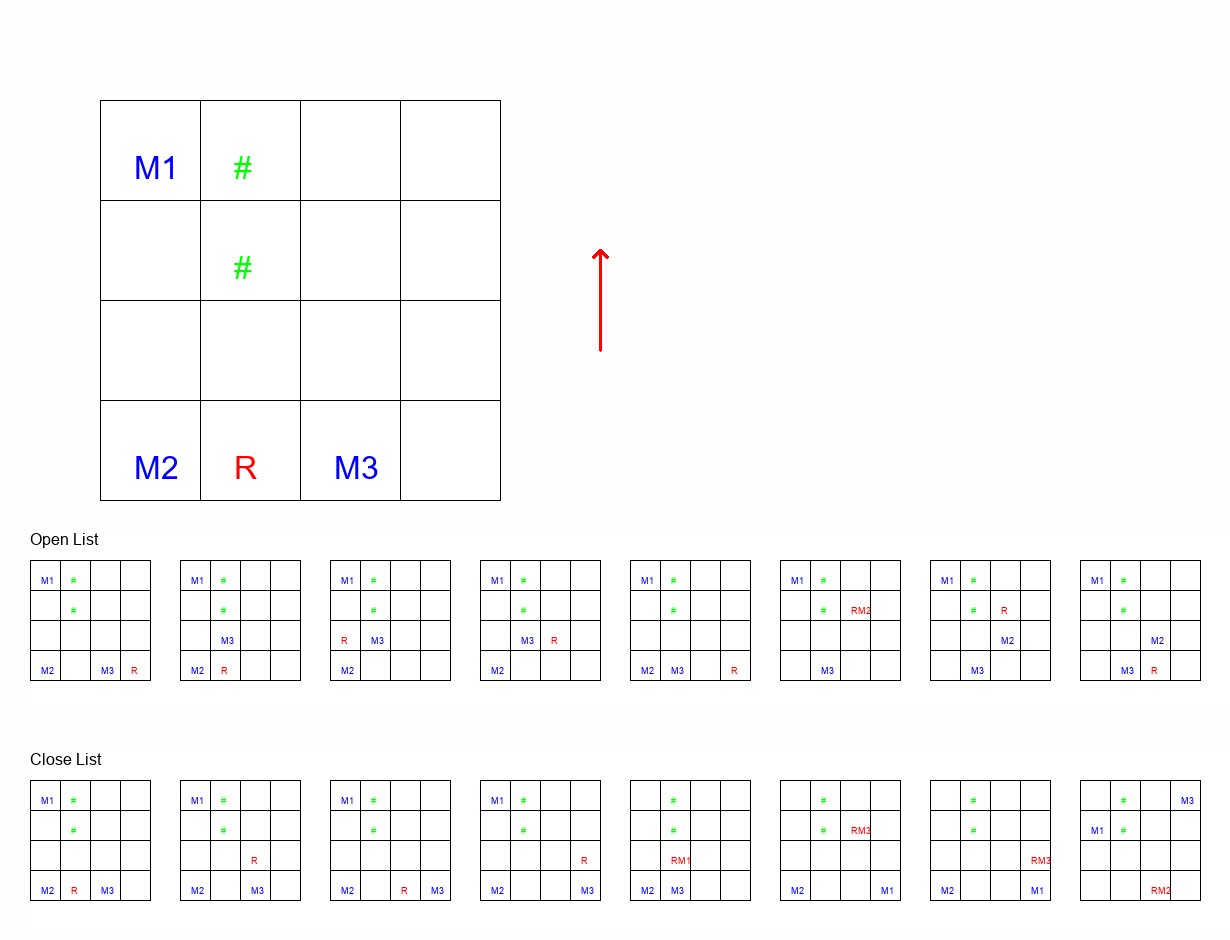 M1 #
#
M2 R M3
Open List
M1 # M1 # M1 # M1 # M1 # M1 # M1 # M1 #
# # # # # # RM2 # R #
M3 R M3 M3 R M2 M2
M2 M3 R M2 R M2 M2 M2 M3 R M3 M3 M3 R
Close List
M1 # M1 # M1 # M1 # # # # # M3
# # # # # # RM3 # M1 #
R R RM1 RM3
M2 R M3 M2 M3 M2 R M3 M2 M3 M2 M3 M2 M1 M2 M1 RM2